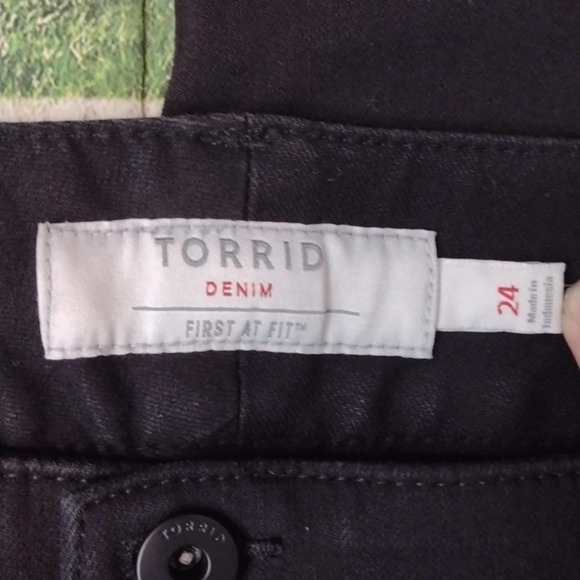 TORRID
DENIM
FIRST AT FIT™
24
Made in
Indonesia
TORRID